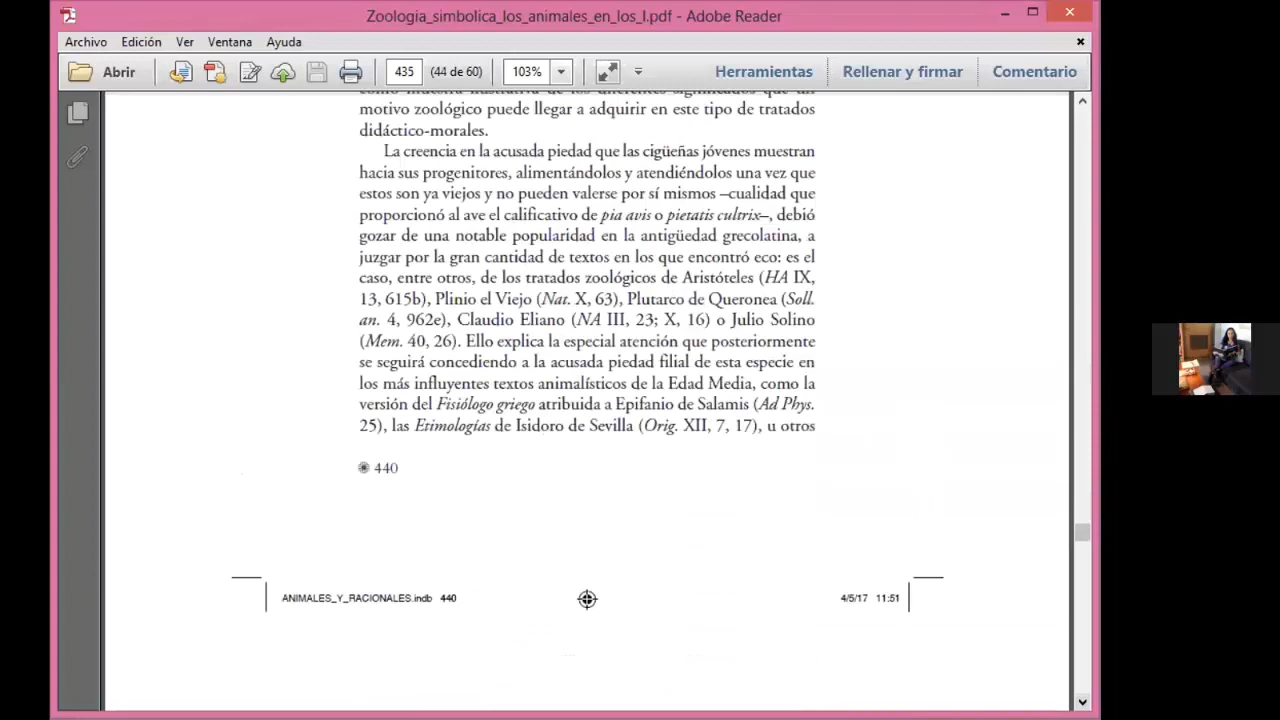 Zoologia_simbolica_los_animales_en_los_I.pdf - Adobe Reader
Archivo Edición Ver Ventana Ayuda
Abrir 435 (44 de 60) 103% Herramientas Rellenar y firmar Comentario
como muestra ilustrativa de los diferentes significados que un
motivo zoológico puede llegar a adquirir en este tipo de tratados
didáctico-morales.
La creencia en la acusada piedad que las cigüeñas jóvenes muestran
hacia sus progenitores, alimentándolos y atendiéndolos una vez que
estos son ya viejos y no pueden valerse por sí mismos –cualidad que
proporcionó al ave el calificativo de pia avis o pietatis cultrix–, debió
gozar de una notable popularidad en la antigüedad grecolatina, a
juzgar por la gran cantidad de textos en los que encontró eco: es el
caso, entre otros, de los tratados zoológicos de Aristóteles (HA IX,
13, 615b), Plinio el Viejo (Nat. X, 63), Plutarco de Queronea (Soll.
an. 4, 962e), Claudio Eliano (NA III, 23; X, 16) o Julio Solino
(Mem. 40, 26). Ello explica la especial atención que posteriormente
se seguirá concediendo a la acusada piedad filial de esta especie en
los más influyentes textos animalísticos de la Edad Media, como la
versión del Fisiólogo griego atribuida a Epifanio de Salamis (Ad Phys.
25), las Etimologías de Isidoro de Sevilla (Orig. XII, 7, 17), u otros
440
ANIMALES_Y_RACIONALES.indb 440 4/5/17 11:51